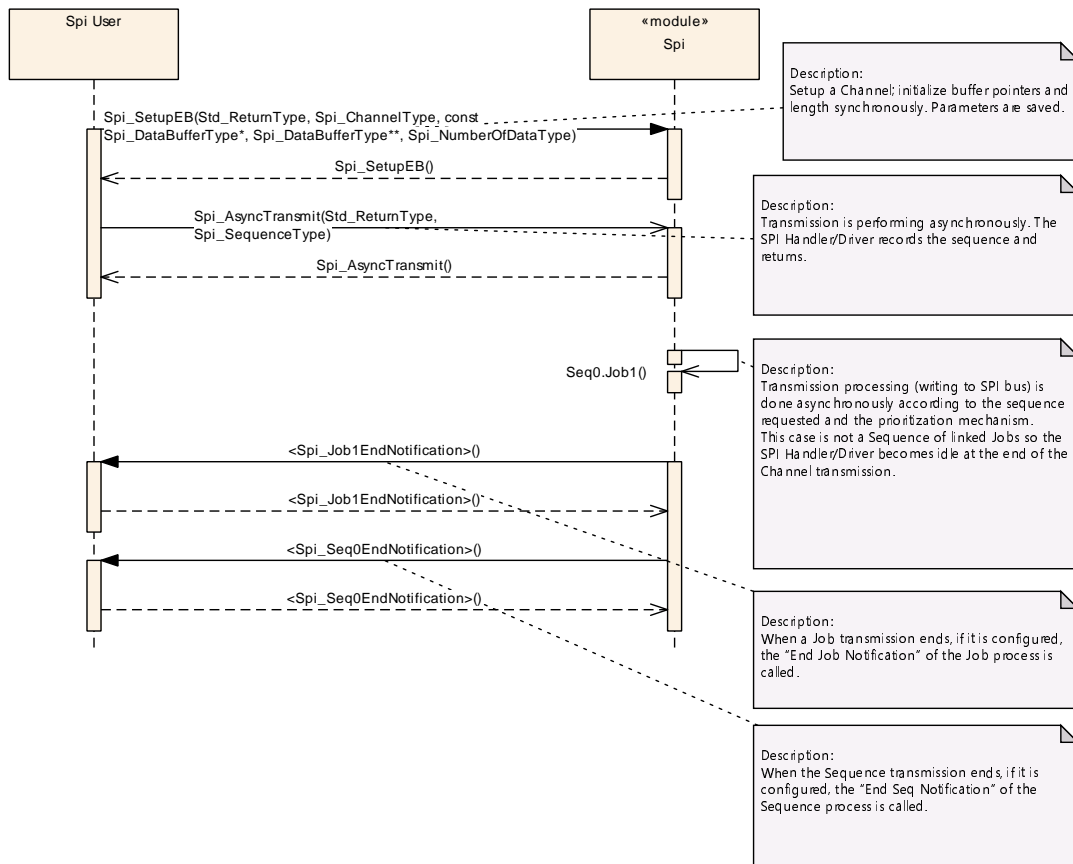 Spi User
«module»
Spi
Description:
Setup a Channel; initialize buffer pointers and
length synchronously. Parameters are saved.
Spi_SetupEB(Std_ReturnType, Spi_ChannelType, const
Spi_DataBufferType*, Spi_DataBufferType**, Spi_NumberOfDataType)
Spi_SetupEB()
Description:
Transmission is performing asynchronously. The
SPI Handler/Driver records the sequence and
returns.
Spi_AsyncTransmit(Std_ReturnType,
Spi_SequenceType)
Spi_AsyncTransmit()
Seq0.Job1()
Description:
Transmission processing (writing to SPI bus) is
done asynchronously according to the sequence
requested and the prioritization mechanism.
This case is not a Sequence of linked Jobs so the
SPI Handler/Driver becomes idle at the end of the
Channel transmission.
<Spi_Job1EndNotification>()
<Spi_Job1EndNotification>()
<Spi_Seq0EndNotification>()
<Spi_Seq0EndNotification>()
Description:
When a Job transmission ends, if it is configured,
the "End Job Notification" of the Job process is
called.
Description:
When the Sequence transmission ends, if it is
configured, the "End Seq Notification" of the
Sequence process is called.